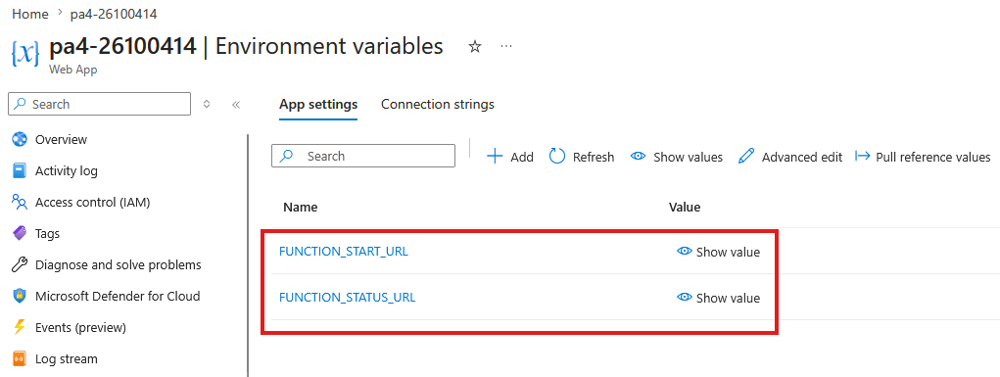 Home > pa4-26100414
{x} pa4-26100414 | Environment variables ☆ ...
Web App
Search
App settings Connection strings
Overview
Search Add Refresh Show values Advanced edit Pull reference values
Activity log
Access control (IAM)
Name Value
Tags
FUNCTION_START_URL Show value
Diagnose and solve problems
Microsoft Defender for Cloud
FUNCTION_STATUS_URL Show value
Events (preview)
Log stream